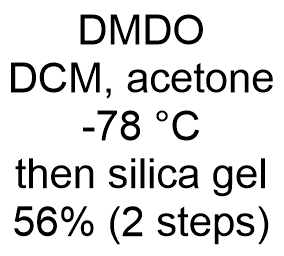 DMDO
DCM, acetone
-78 °C
then silica gel
56% (2 steps)